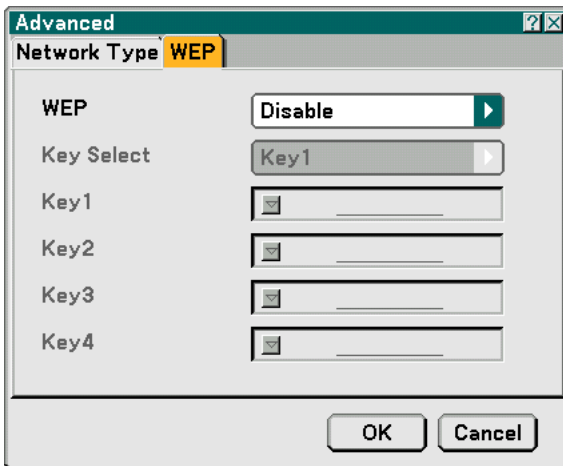 Advanced
Network Type WEP
WEP Disable
Key Select Key1
Key1
Key2
Key3
Key4
OK Cancel